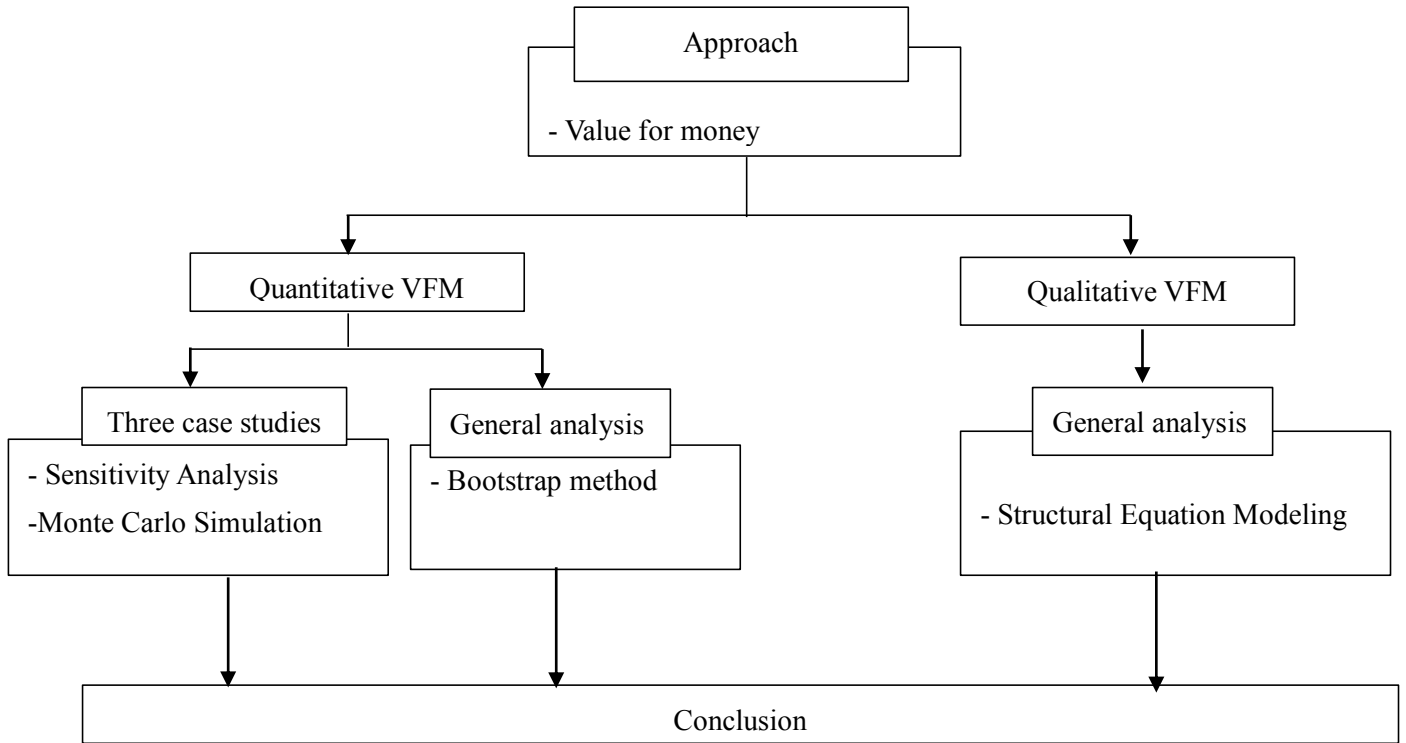 Approach
- Value for money
Quantitative VFM
Qualitative VFM
Three case studies
- Sensitivity Analysis
-Monte Carlo Simulation
General analysis
- Bootstrap method
General analysis
- Structural Equation Modeling
Conclusion